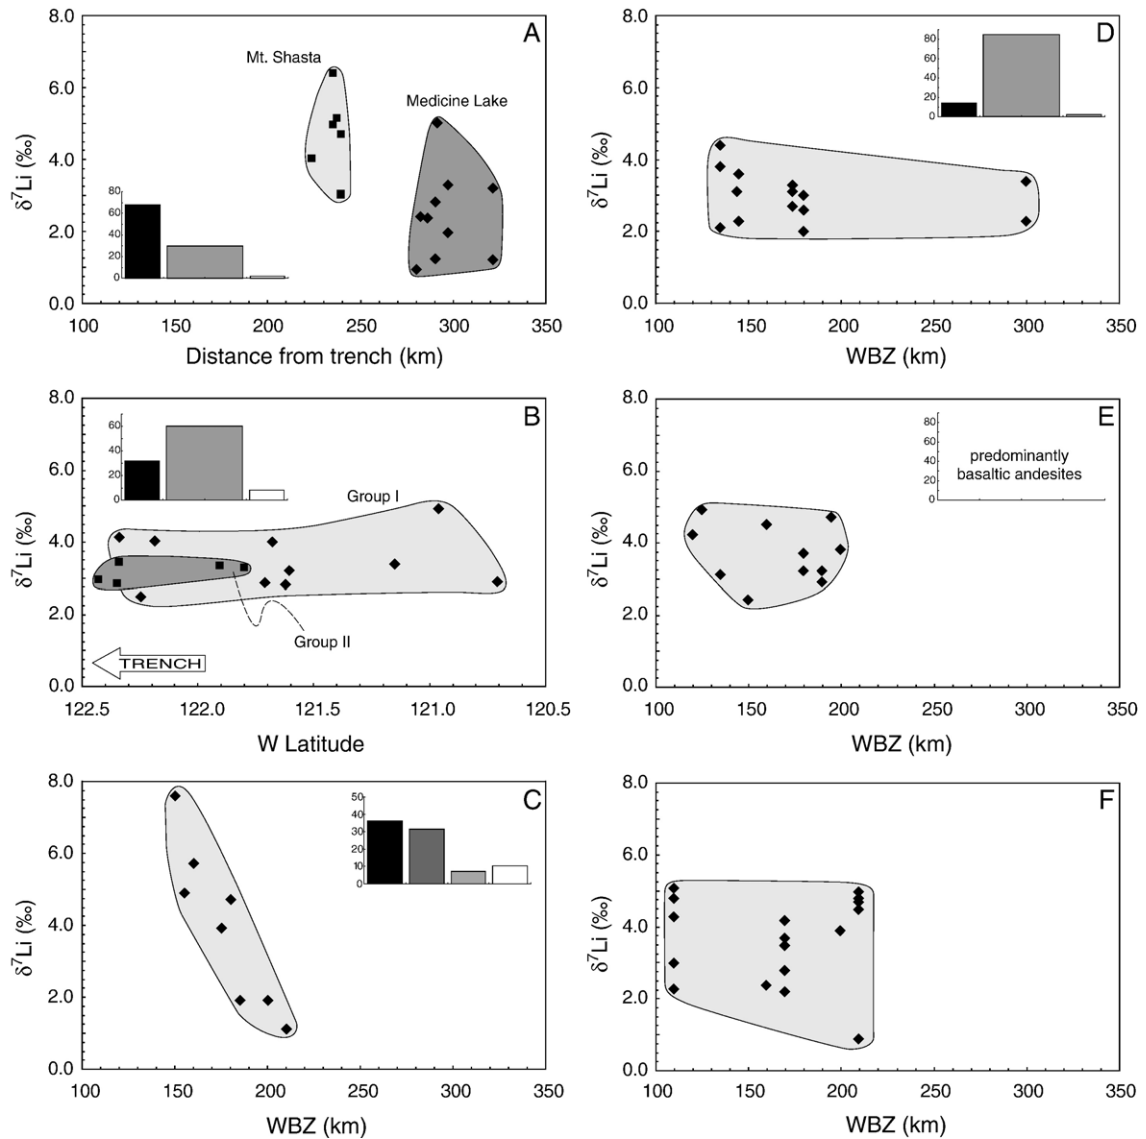 A
8.0
6.0
4.0
2.0
0.0
δ⁷Li (‰)
Mt. Shasta
Medicine Lake
80
60
40
20
0
100 150 200 250 300 350
Distance from trench (km)
D
8.0
6.0
4.0
2.0
0.0
δ⁷Li (‰)
80
60
40
20
0
100 150 200 250 300 350
WBZ (km)
B
8.0
6.0
4.0
2.0
0.0
δ⁷Li (‰)
60
40
20
0
Group I
Group II
TRENCH
122.5 122.0 121.5 121.0 120.5
W Latitude
E
8.0
6.0
4.0
2.0
0.0
δ⁷Li (‰)
80
60
40
20
0
predominantly
basaltic andesites
100 150 200 250 300 350
WBZ (km)
C
8.0
6.0
4.0
2.0
0.0
δ⁷Li (‰)
50
40
30
20
10
0
100 150 200 250 300 350
WBZ (km)
F
8.0
6.0
4.0
2.0
0.0
δ⁷Li (‰)
100 150 200 250 300 350
WBZ (km)